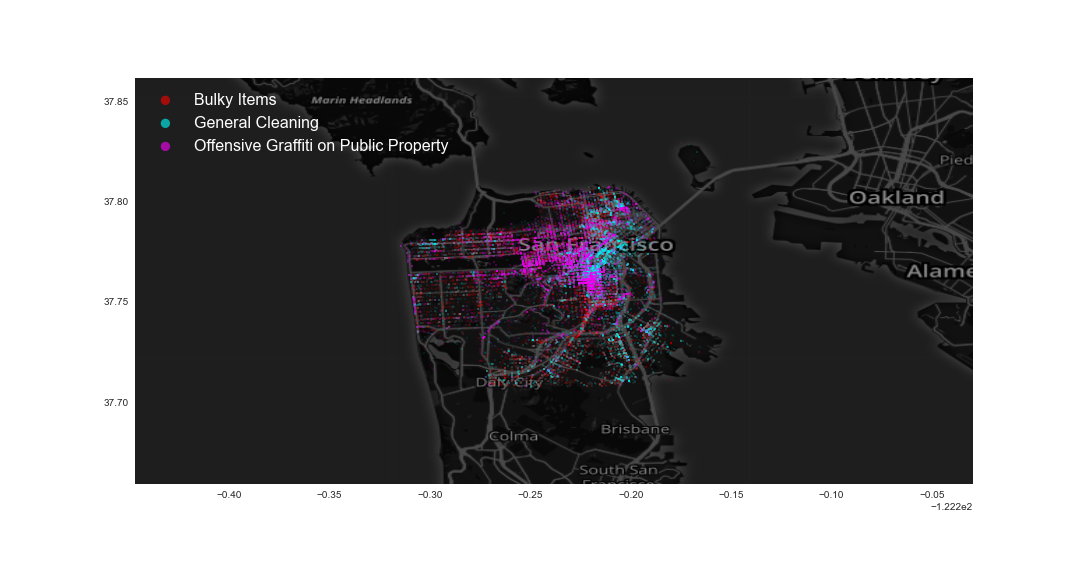 37.85
37.80
37.75
37.70
Bulky Items
General Cleaning
Offensive Graffiti on Public Property
Marin Headlands
Pied
Oakland
San Francisco
Alame
Daly City
Colma
Brisbane
South San
Francisco
−0.40 −0.35 −0.30 −0.25 −0.20 −0.15 −0.10 −0.05
−1.222e2